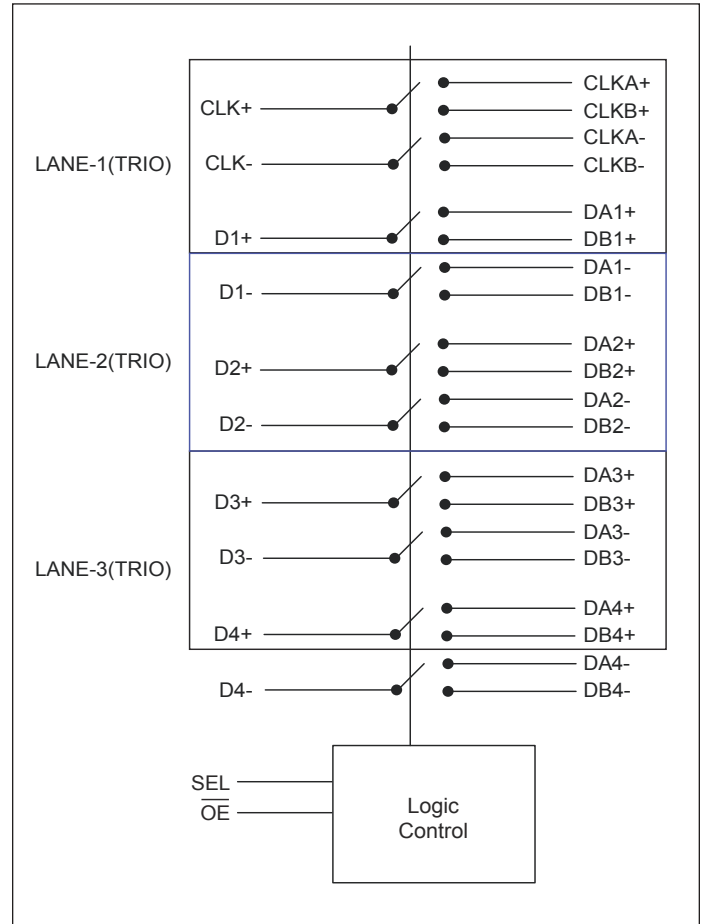 CLK+
CLKA+
CLKB+
LANE-1(TRIO)
CLK-
CLKA-
CLKB-
D1+
DA1+
DB1+
D1-
DA1-
DB1-
LANE-2(TRIO)
D2+
DA2+
DB2+
D2-
DA2-
DB2-
D3+
DA3+
DB3+
LANE-3(TRIO)
D3-
DA3-
DB3-
D4+
DA4+
DB4+
D4-
DA4-
DB4-
SEL
OE
Logic
Control